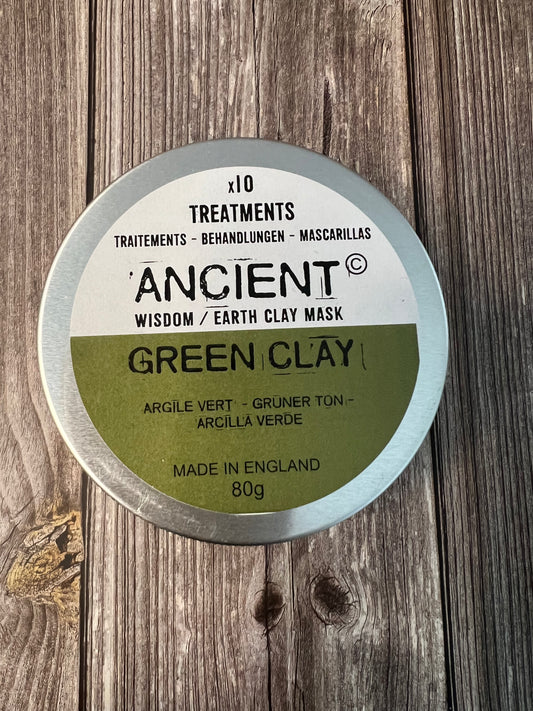 x10
TREATMENTS
TRAITEMENTS - BEHANDLUNGEN - MASCARILLAS
ANCIENT ©
WISDOM / EARTH CLAY MASK
GREEN CLAY
ARGILE VERT - GRÜNER TON -
ARCILLA VERDE
MADE IN ENGLAND
80g